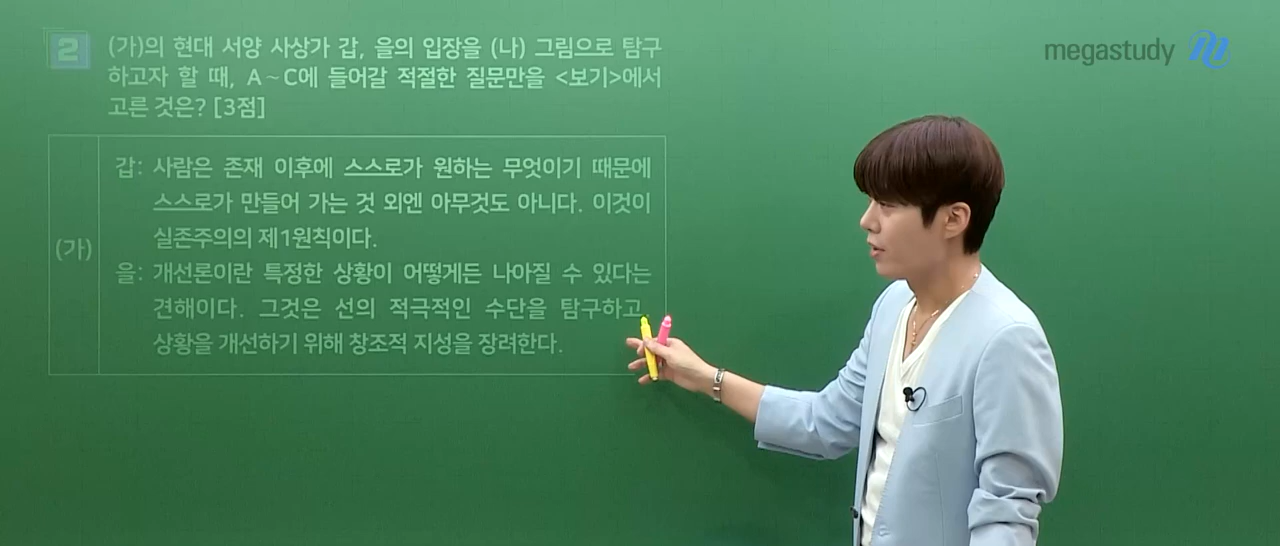 2 (가)의 현대 서양 사상가 갑, 을의 입장을 (나) 그림으로 탐구
하고자 할 때, A~C에 들어갈 적절한 질문만을 <보기>에서
고른 것은? [3점]
megastudy
(가)
갑: 사람은 존재 이후에 스스로가 원하는 무엇이기 때문에
스스로가 만들어 가는 것 외엔 아무것도 아니다. 이것이
실존주의의 제1원칙이다.
을: 개선론이란 특정한 상황이 어떻게든 나아질 수 있다는
견해이다. 그것은 선의 적극적인 수단을 탐구하고,
상황을 개선하기 위해 창조적 지성을 장려한다.